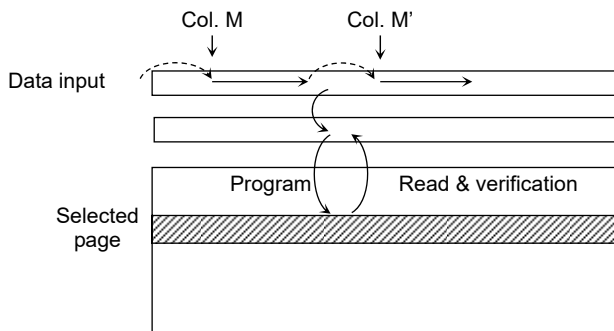 Col. M
Col. M’
Data input
Program
Read & verification
Selected
page